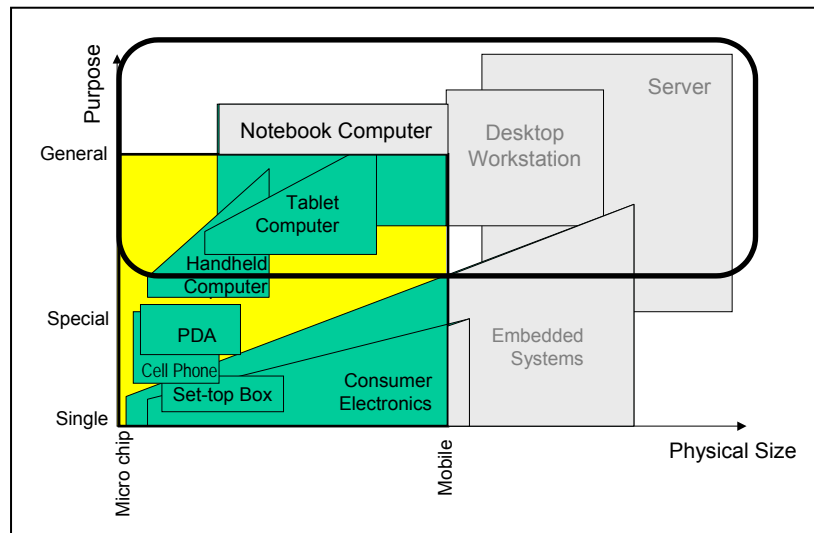 Purpose
Server
Notebook Computer
Desktop
Workstation
General
Tablet
Computer
Handheld
Computer
Special
PDA
Embedded
Systems
Cell Phone
Consumer
Electronics
Set-top Box
Single
Physical Size
Micro chip
Mobile